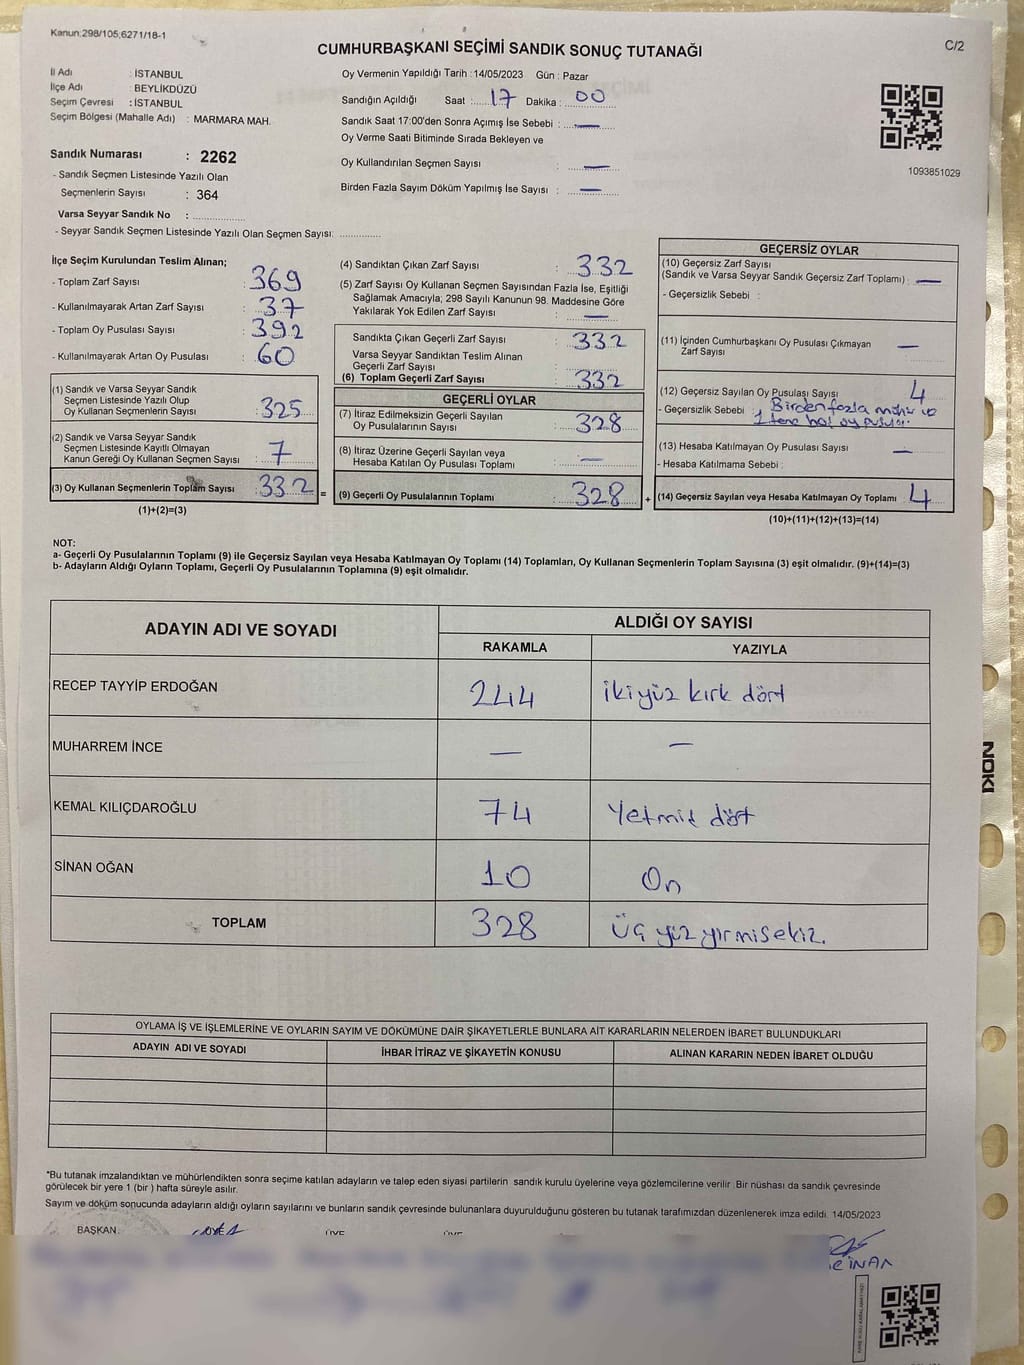 Kanun:298/105;6271/18-1
C/2
CUMHURBAŞKANI SEÇİMİ SANDIK SONUÇ TUTANAĞI
İl Adı : İSTANBUL
İlçe Adı : BEYLİKDÜZÜ
Seçim Çevresi : İSTANBUL
Seçim Bölgesi (Mahalle Adı) : MARMARA MAH.
Sandık Numarası : 2262
- Sandık Seçmen Listesinde Yazılı Olan
Seçmenlerin Sayısı : 364
Varsa Seyyar Sandık No : ................
- Seyyar Sandık Seçmen Listesinde Yazılı Olan Seçmen Sayısı: .............
Oy Vermenin Yapıldığı Tarih : 14/05/2023 Gün : Pazar
Sandığın Açıldığı Saat :..... 17 Dakika : 00
Sandık Saat 17:00'den Sonra Açımış İse Sebebi : —
Oy Verme Saati Bitiminde Sırada Bekleyen ve
Oy Kullandırılan Seçmen Sayısı : —
Birden Fazla Sayım Döküm Yapılmış İse Sayısı : —
1093851029
İlçe Seçim Kurulundan Teslim Alınan;
- Toplam Zarf Sayısı : 369
- Kullanılmayarak Artan Zarf Sayısı : 37
- Toplam Oy Pusulası Sayısı : 392
- Kullanılmayarak Artan Oy Pusulası : 60
(1) Sandık ve Varsa Seyyar Sandık
Seçmen Listesinde Yazılı Olup
Oy Kullanan Seçmenlerin Sayısı : 325
(2) Sandık ve Varsa Seyyar Sandık
Seçmen Listesinde Kayıtlı Olmayan
Kanun Gereği Oy Kullanan Seçmen Sayısı : 7
(3) Oy Kullanan Seçmenlerin Toplam Sayısı : 332 =
(1)+(2)=(3)
(4) Sandıktan Çıkan Zarf Sayısı : 332
(5) Zarf Sayısı Oy Kullanan Seçmen Sayısından Fazla İse, Eşitliği
Sağlamak Amacıyla; 298 Sayılı Kanunun 98. Maddesine Göre
Yakılarak Yok Edilen Zarf Sayısı : —
Sandıkta Çıkan Geçerli Zarf Sayısı : 332
Varsa Seyyar Sandıktan Teslim Alınan
Geçerli Zarf Sayısı :
(6) Toplam Geçerli Zarf Sayısı : 332
GEÇERLİ OYLAR
(7) İtiraz Edilmeksizin Geçerli Sayılan
Oy Pusulalarının Sayısı : 328
(8) İtiraz Üzerine Geçerli Sayılan veya
Hesaba Katılan Oy Pusulası Toplamı : —
(9) Geçerli Oy Pusulalarının Toplamı : 328 +
GEÇERSİZ OYLAR
(10) Geçersiz Zarf Sayısı
(Sandık ve Varsa Seyyar Sandık Geçersiz Zarf Toplamı) : —
- Geçersizlik Sebebi :
(11) İçinden Cumhurbaşkanı Oy Pusulası Çıkmayan
Zarf Sayısı —
(12) Geçersiz Sayılan Oy Pusulası Sayısı 4
- Geçersizlik Sebebi : Birden fazla mühür ve
1 tane boş oy pusulası.
(13) Hesaba Katılmayan Oy Pusulası Sayısı —
- Hesaba Katılmama Sebebi :
(14) Geçersiz Sayılan veya Hesaba Katılmayan Oy Toplamı 4
(10)+(11)+(12)+(13)=(14)
NOT:
a- Geçerli Oy Pusulalarının Toplamı (9) ile Geçersiz Sayılan veya Hesaba Katılmayan Oy Toplamı (14) Toplamları, Oy Kullanan Seçmenlerin Toplam Sayısına (3) eşit olmalıdır. (9)+(14)=(3)
b- Adayların Aldığı Oyların Toplamı, Geçerli Oy Pusulalarının Toplamına (9) eşit olmalıdır.
ADAYIN ADI VE SOYADI
ALDIĞI OY SAYISI
RAKAMLA YAZIYLA
RECEP TAYYİP ERDOĞAN 244 ikiyüz kırk dört
MUHARREM İNCE — —
KEMAL KILIÇDAROĞLU 74 Yetmiş dört
SİNAN OĞAN 10 On
TOPLAM 328 üç yüz yirmisekiz.
NOKI
OYLAMA İŞ VE İŞLEMLERİNE VE OYLARIN SAYIM VE DÖKÜMÜNE DAİR ŞİKAYETLERLE BUNLARA AİT KARARLARIN NELERDEN İBARET BULUNDUKLARI
ADAYIN ADI VE SOYADI İHBAR İTİRAZ VE ŞİKAYETİN KONUSU ALINAN KARARIN NEDEN İBARET OLDUĞU
*Bu tutanak imzalandıktan ve mühürlendikten sonra seçime katılan adayların ve talep eden siyasi partilerin sandık kurulu üyelerine veya gözlemcilerine verilir .Bir nüshası da sandık çevresinde
görülecek bir yere 1 (bir ) hafta süreyle asılır.
Sayım ve döküm sonucunda adayların aldığı oyların sayılarını ve bunların sandık çevresinde bulunanlara duyurulduğunu gösteren bu tutanak tarafımızdan düzenlenerek imza edildi. 14/05/2023
BAŞKAN